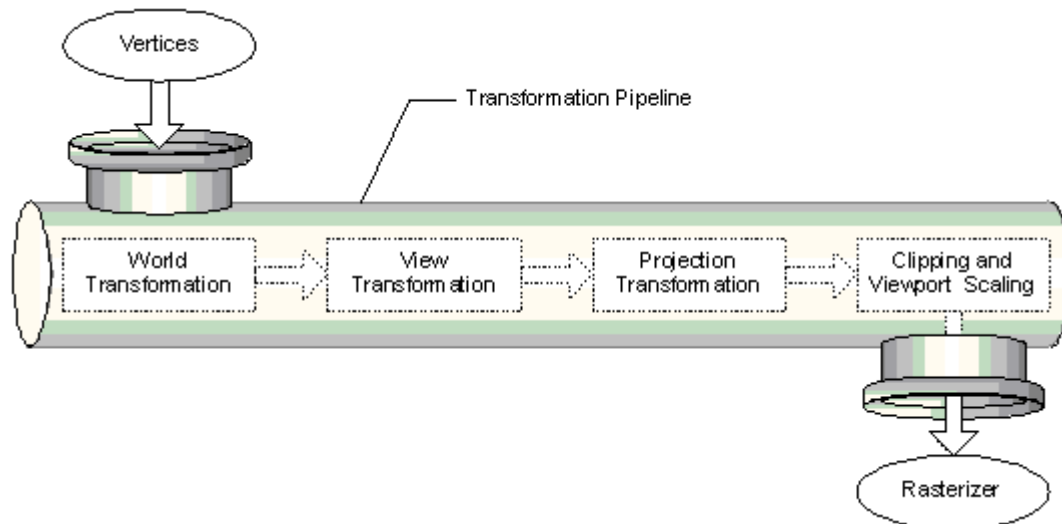 Vertices
Transformation Pipeline
World
Transformation
View
Transformation
Projection
Transformation
Clipping and
Viewport Scaling
Rasterizer